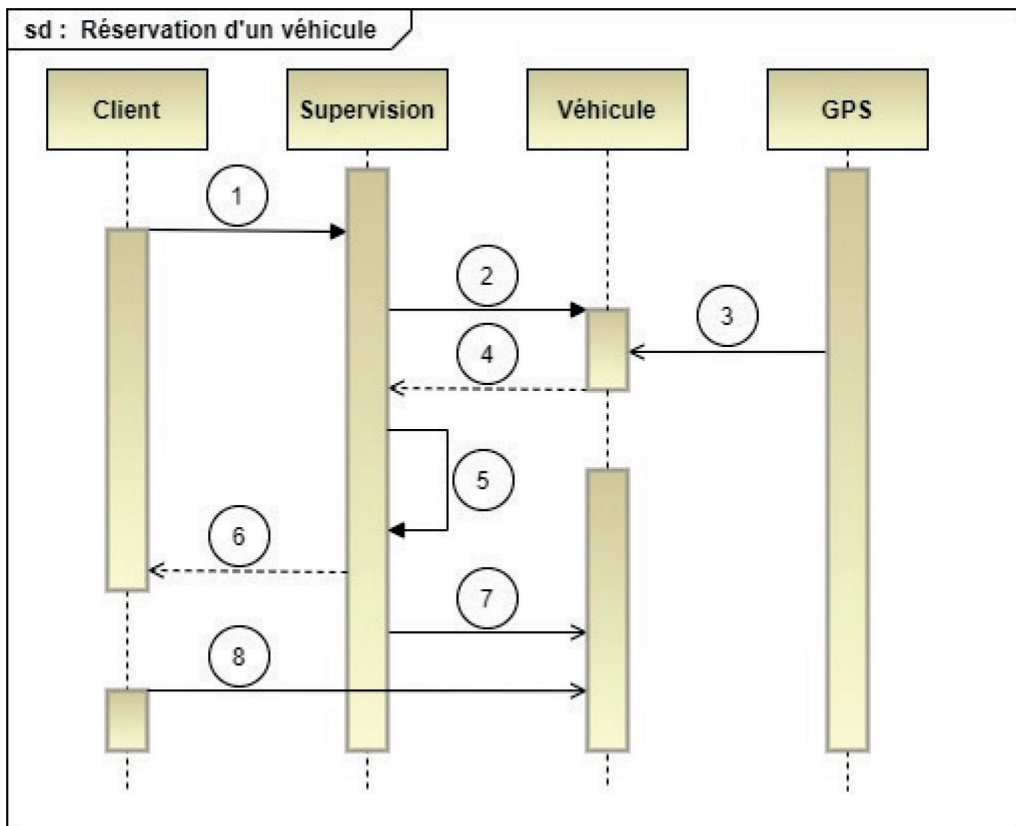 sd : Réservation d'un véhicule
Client
Supervision
Véhicule
GPS
1
2
3
4
5
6
7
8